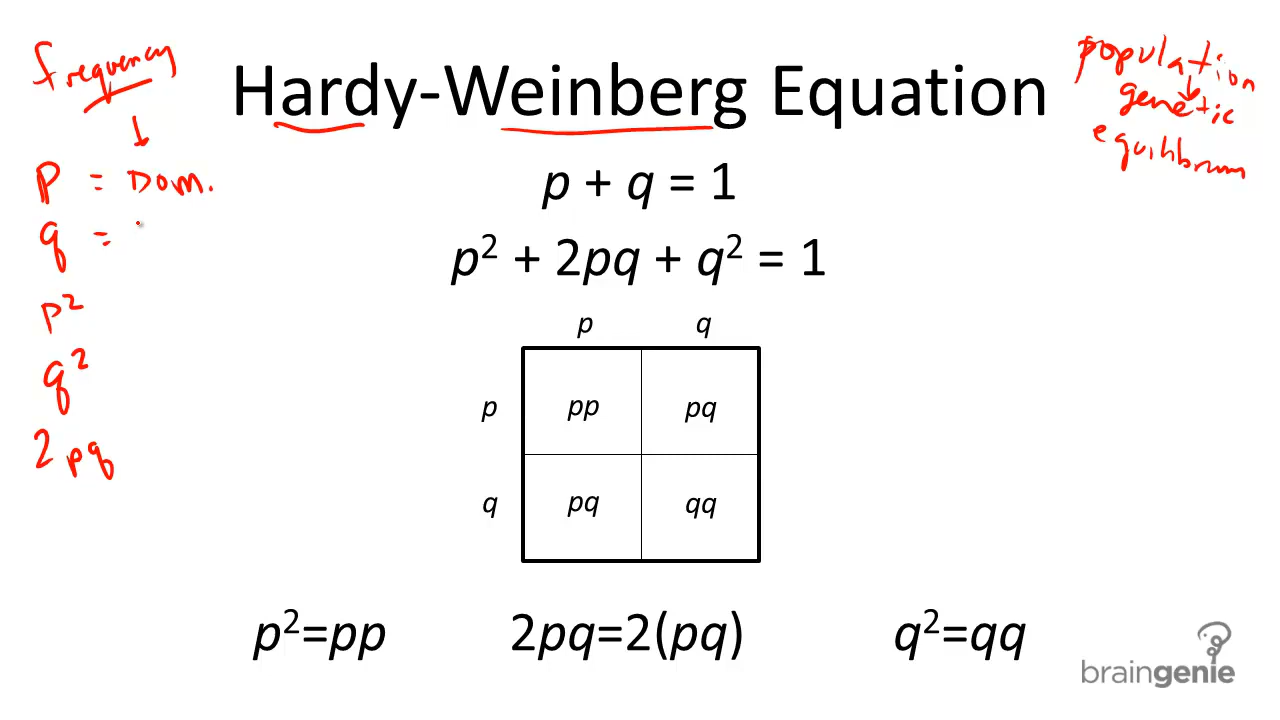 frequency
Hardy-Weinberg Equation
population
genetic
equilibrium
p = Dom.
q =
p²
q²
2pq
p + q = 1
p² + 2pq + q² = 1
p q
p pp pq
q pq qq
p²=pp 2pq=2(pq) q²=qq
braingenie